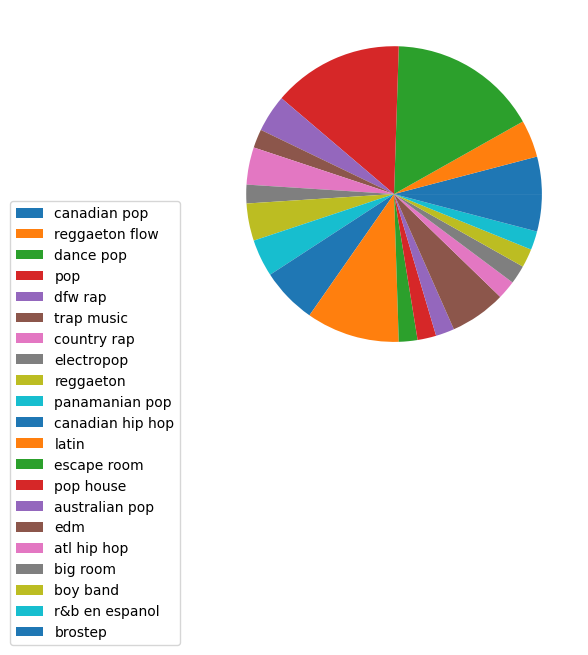 canadian pop
reggaeton flow
dance pop
pop
dfw rap
trap music
country rap
electropop
reggaeton
panamanian pop
canadian hip hop
latin
escape room
pop house
australian pop
edm
atl hip hop
big room
boy band
r&b en espanol
brostep